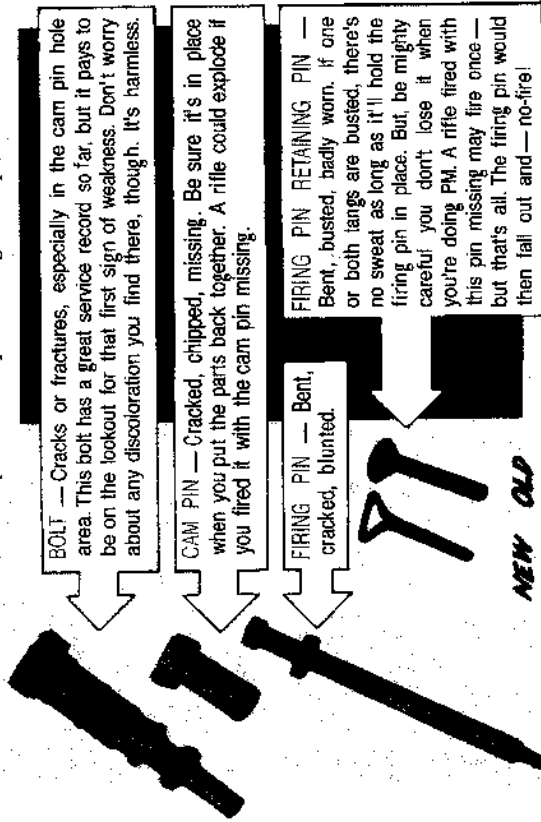 BOLT — Cracks or fractures, especially in the cam pin hole
area. This bolt has a great service record so far, but it pays to
be on the lookout for that first sign of weakness. Don't worry
about any discoloration you find there, though. It's harmless.
CAM PIN — Cracked, chipped, missing. Be sure it's in place
when you put the parts back together. A rifle could explode if
you fired it with the cam pin missing.
FIRING PIN — Bent,
cracked, blunted.
FIRING PIN RETAINING PIN —
Bent, busted, badly worn. If one
or both tangs are busted, there's
no sweat as long as it'll hold the
firing pin in place. But, be mighty
careful you don't lose it when
you're doing PM. A rifle fired with
this pin missing may fire once —
but that's all. The firing pin would
then fall out and — no-fire!
NEW OLD